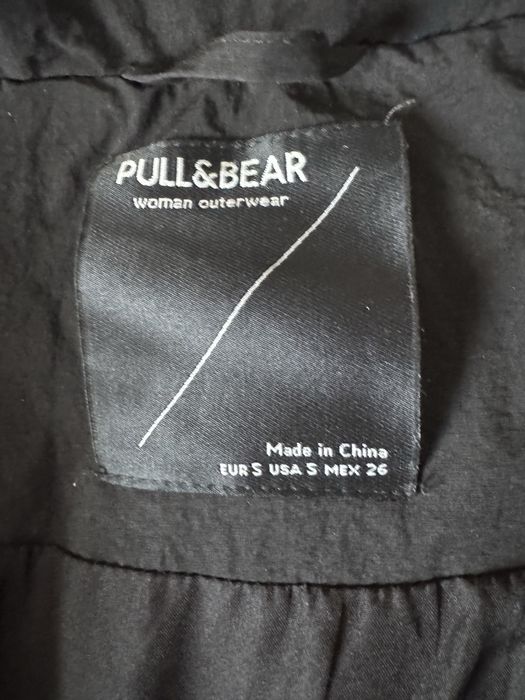 PULL&BEAR
woman outerwear
Made in China
EUR S USA S MEX 26